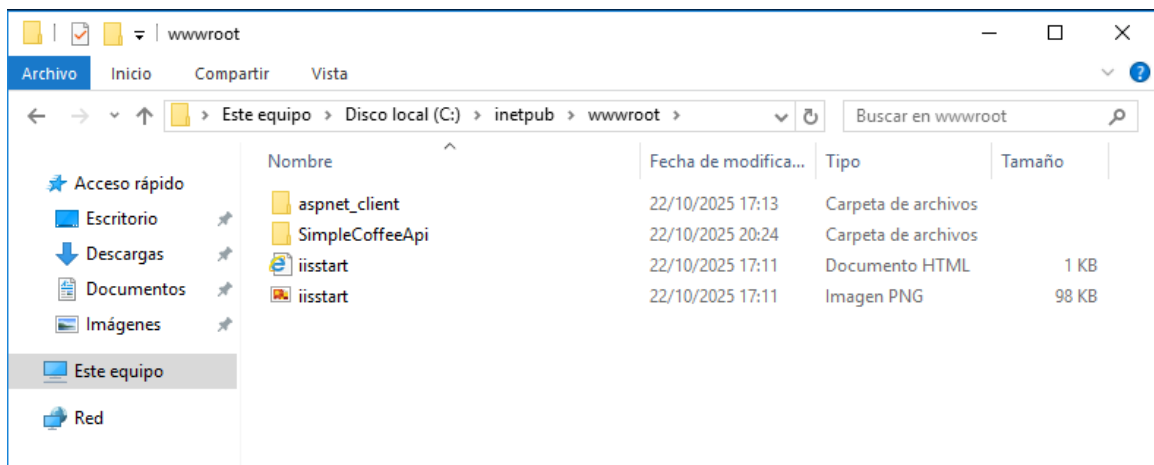 wwwroot
Archivo Inicio Compartir Vista
Este equipo > Disco local (C:) > inetpub > wwwroot > Buscar en wwwroot
Nombre Fecha de modifica... Tipo Tamaño
Acceso rápido
aspnet_client 22/10/2025 17:13 Carpeta de archivos
Escritorio
SimpleCoffeeApi 22/10/2025 20:24 Carpeta de archivos
Descargas
iisstart 22/10/2025 17:11 Documento HTML 1 KB
Documentos
iisstart 22/10/2025 17:11 Imagen PNG 98 KB
Imágenes
Este equipo
Red